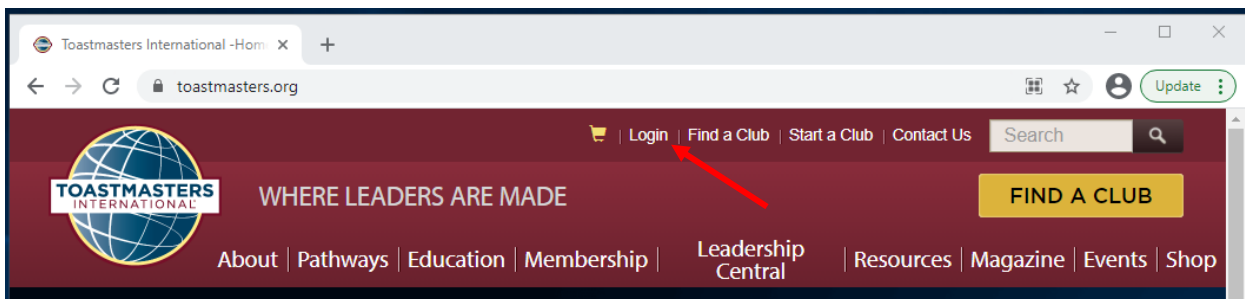 Toastmasters International -Hom
toastmasters.org
Update
Login | Find a Club | Start a Club | Contact Us
Search
TOASTMASTERS
INTERNATIONAL
WHERE LEADERS ARE MADE
FIND A CLUB
About | Pathways | Education | Membership | Leadership Central | Resources | Magazine | Events | Shop